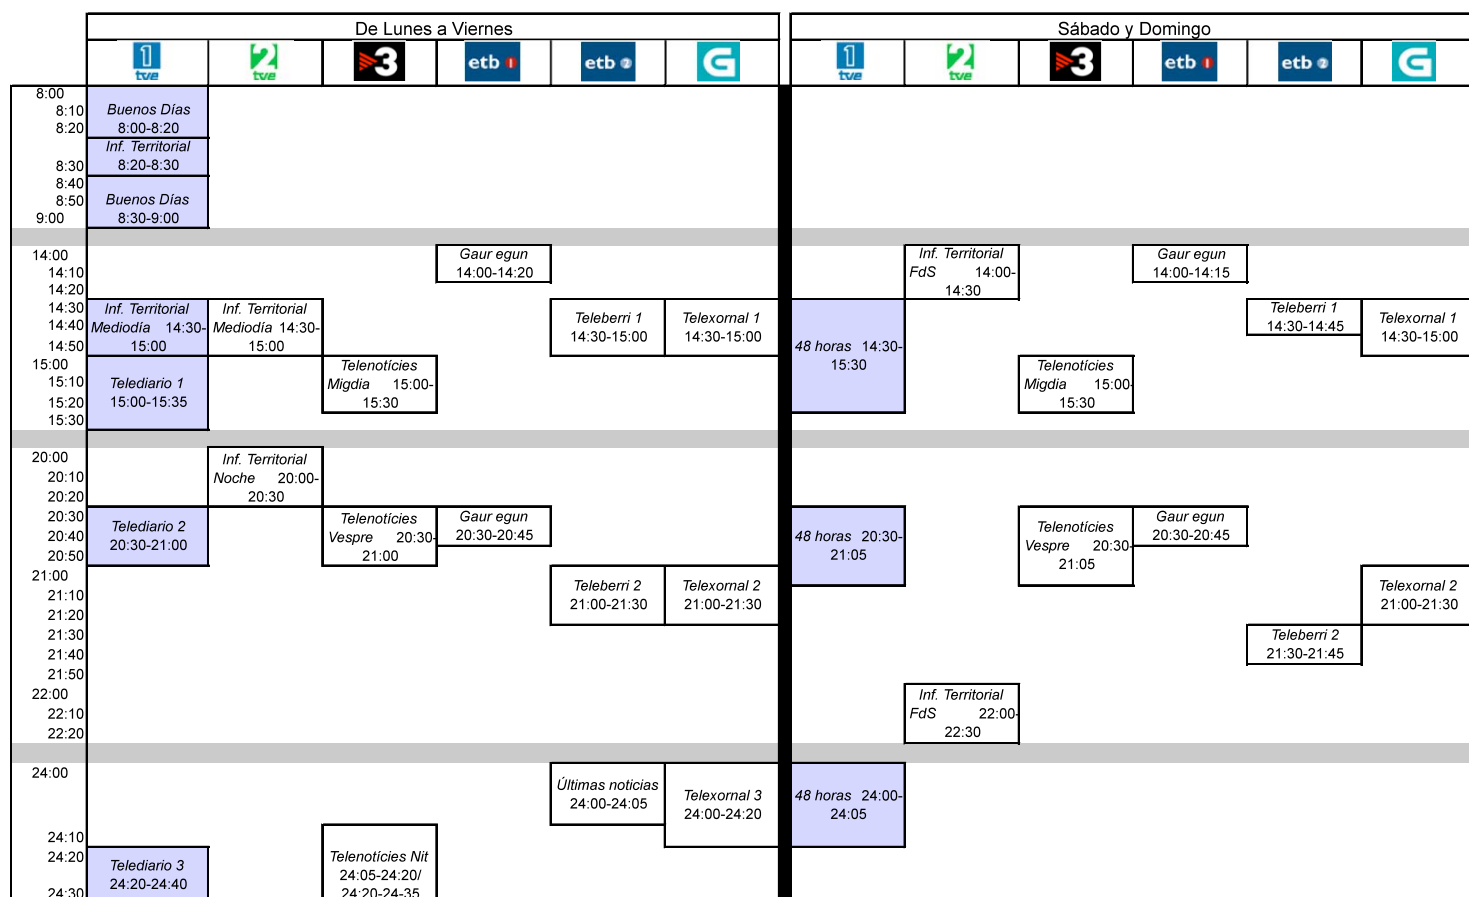 De Lunes a Viernes
Sábado y Domingo
1 tve
2 tve
3
etb 1
etb 2
G
1 tve
2 tve
3
etb 1
etb 2
G
8:00
8:10
8:20
Buenos Días
8:00-8:20
Inf. Territorial
8:20-8:30
8:30
8:40
8:50
9:00
Buenos Días
8:30-9:00
14:00
14:10
14:20
Gaur egun
14:00-14:20
Inf. Territorial
FdS 14:00-
14:30
Gaur egun
14:00-14:15
14:30
14:40
14:50
Inf. Territorial
Mediodía 14:30-
15:00
Inf. Territorial
Mediodía 14:30-
15:00
Teleberri 1
14:30-15:00
Telexornal 1
14:30-15:00
48 horas 14:30-
15:30
Teleberri 1
14:30-14:45
Telexornal 1
14:30-15:00
15:00
15:10
15:20
15:30
Telediario 1
15:00-15:35
Telenotícies
Migdia 15:00-
15:30
Telenotícies
Migdia 15:00-
15:30
20:00
20:10
20:20
Inf. Territorial
Noche 20:00-
20:30
20:30
20:40
20:50
Telediario 2
20:30-21:00
Telenotícies
Vespre 20:30-
21:00
Gaur egun
20:30-20:45
48 horas 20:30-
21:05
Telenotícies
Vespre 20:30-
21:05
Gaur egun
20:30-20:45
21:00
21:10
21:20
Teleberri 2
21:00-21:30
Telexornal 2
21:00-21:30
Telexornal 2
21:00-21:30
21:30
21:40
21:50
Teleberri 2
21:30-21:45
22:00
22:10
22:20
Inf. Territorial
FdS 22:00-
22:30
24:00
24:10
Últimas noticias
24:00-24:05
Telexornal 3
24:00-24:20
48 horas 24:00-
24:05
24:20
24:30
Telediario 3
24:20-24:40
Telenotícies Nit
24:05-24:20/
24:20-24-35